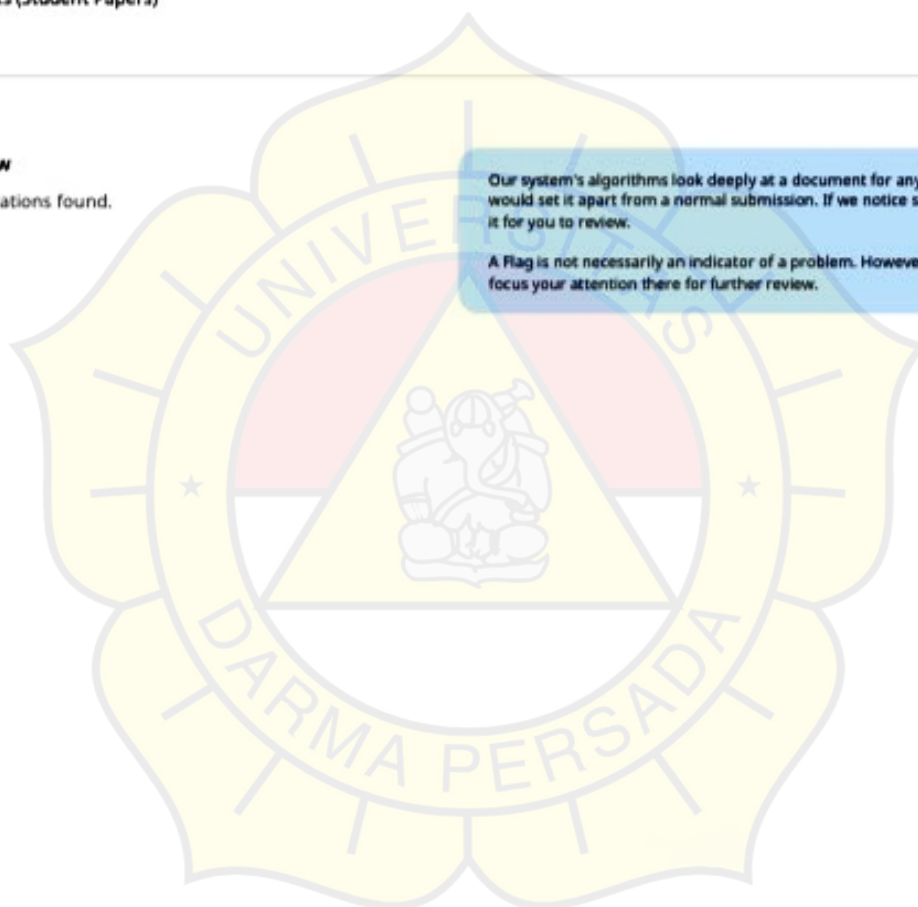 (Student Papers)
ations found.
Our system's algorithms look deeply at a document for any
would set it apart from a normal submission. If we notice s
it for you to review.
A Flag is not necessarily an indicator of a problem. Howeve
focus your attention there for further review.
UNIVERSITAS
DARMA PERSADA